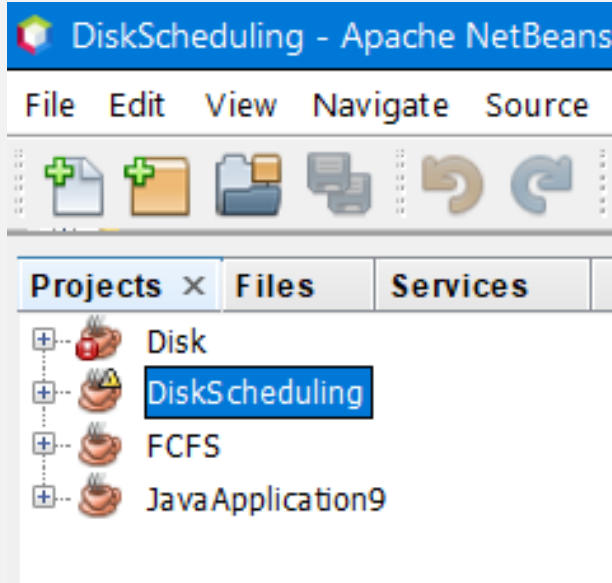 DiskScheduling - Apache NetBeans
File Edit View Navigate Source
Projects × Files Services
Disk
DiskScheduling
FCFS
JavaApplication9